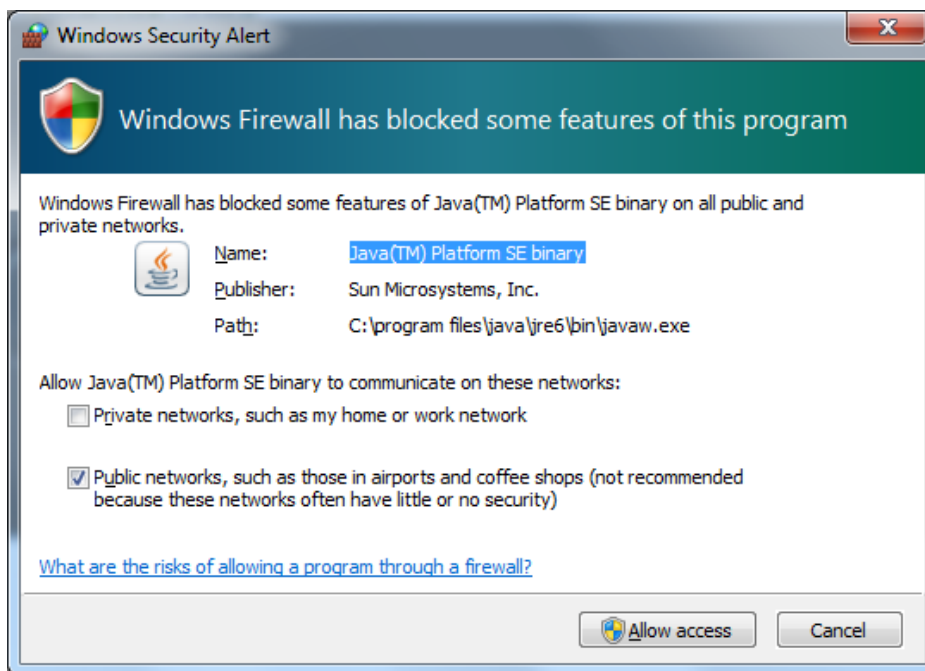 Windows Security Alert
Windows Firewall has blocked some features of this program
Windows Firewall has blocked some features of Java(TM) Platform SE binary on all public and
private networks.
Name: Java(TM) Platform SE binary
Publisher: Sun Microsystems, Inc.
Path: C:\program files\java\jre6\bin\javaw.exe
Allow Java(TM) Platform SE binary to communicate on these networks:
Private networks, such as my home or work network
Public networks, such as those in airports and coffee shops (not recommended
because these networks often have little or no security)
What are the risks of allowing a program through a firewall?
Allow access Cancel